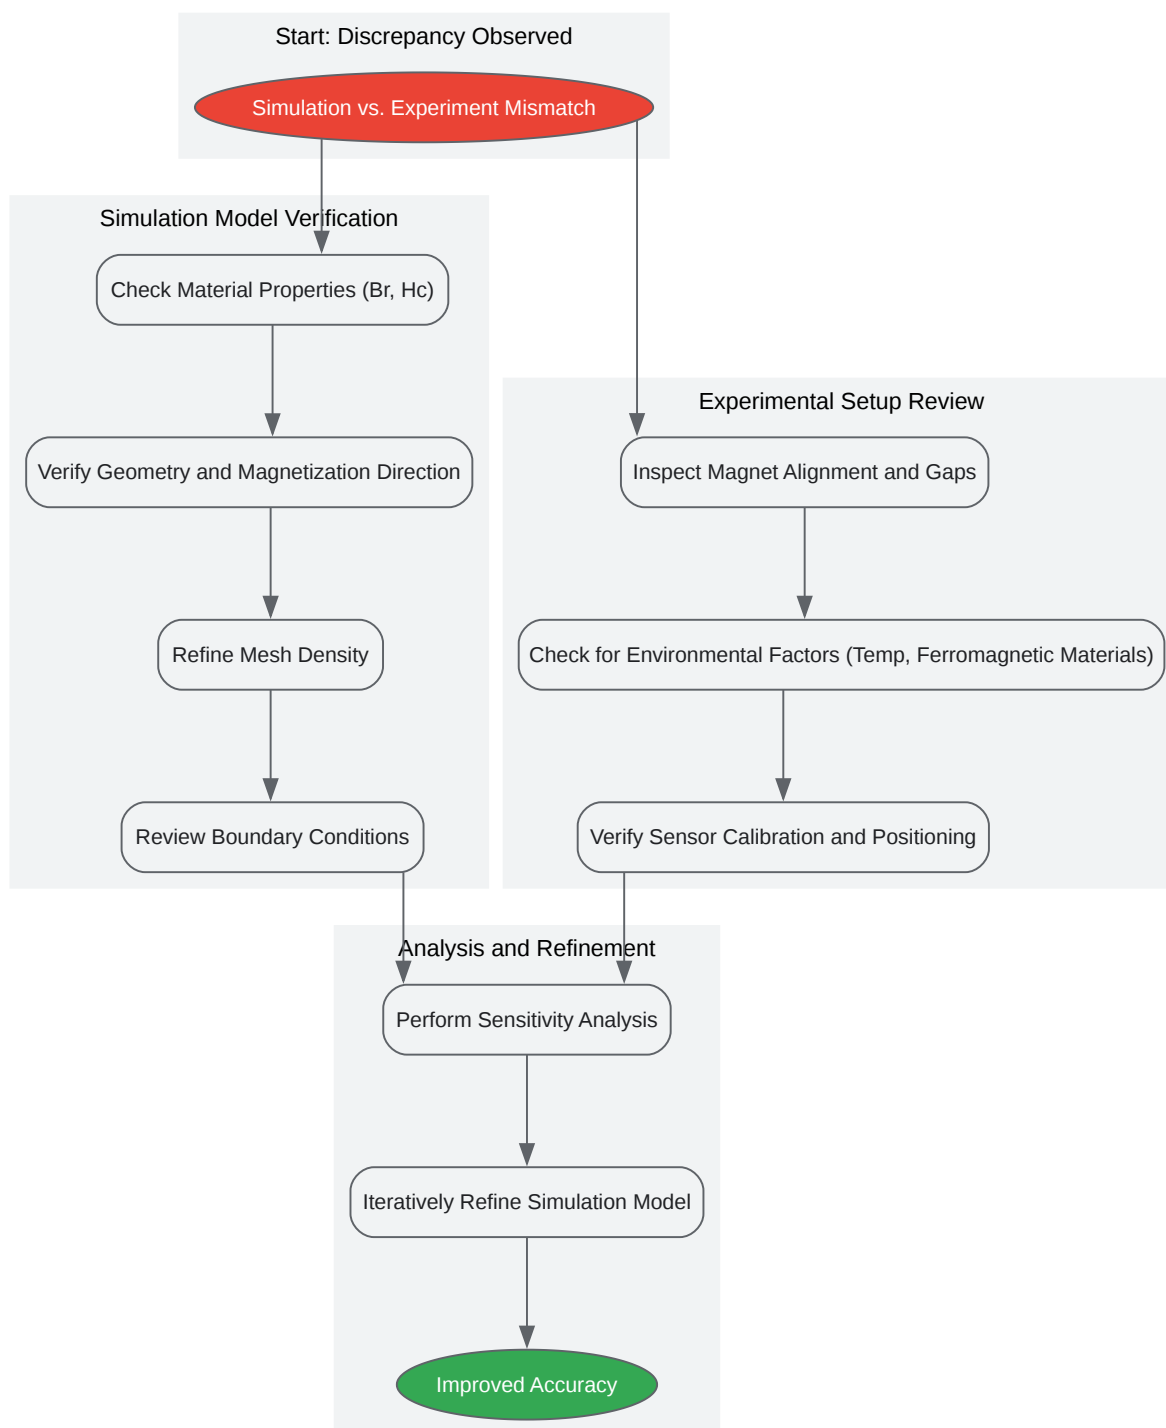 Start: Discrepancy Observed
Simulation vs. Experiment Mismatch
Simulation Model Verification
Check Material Properties (Br, Hc)
Verify Geometry and Magnetization Direction
Refine Mesh Density
Review Boundary Conditions
Experimental Setup Review
Inspect Magnet Alignment and Gaps
Check for Environmental Factors (Temp, Ferromagnetic Materials)
Verify Sensor Calibration and Positioning
Analysis and Refinement
Perform Sensitivity Analysis
Iteratively Refine Simulation Model
Improved Accuracy